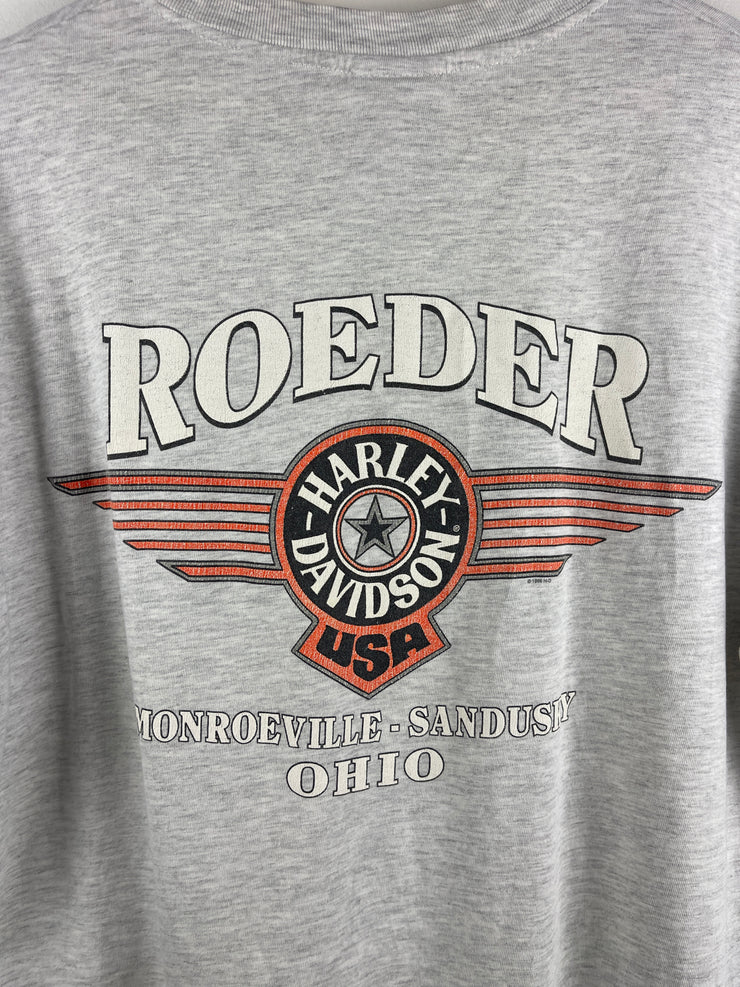 ROEDER
HARLEY-DAVIDSON
®
USA
MONROEVILLE - SANDUSKY
OHIO